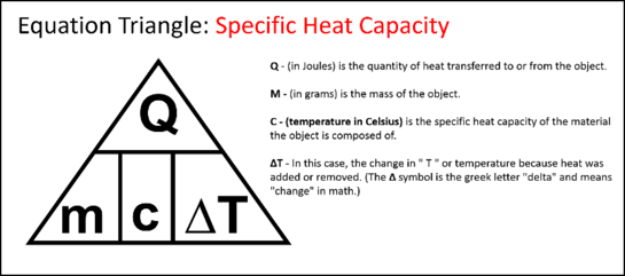 Equation Triangle: Specific Heat Capacity
Q - (in Joules) is the quantity of heat transferred to or from the object.
M - (in grams) is the mass of the object.
C - (temperature in Celsius) is the specific heat capacity of the material
the object is composed of.
ΔT - In this case, the change in " T " or temperature because heat was
added or removed. (The Δ symbol is the greek letter "delta" and means
"change" in math.)
Q
m c ΔT